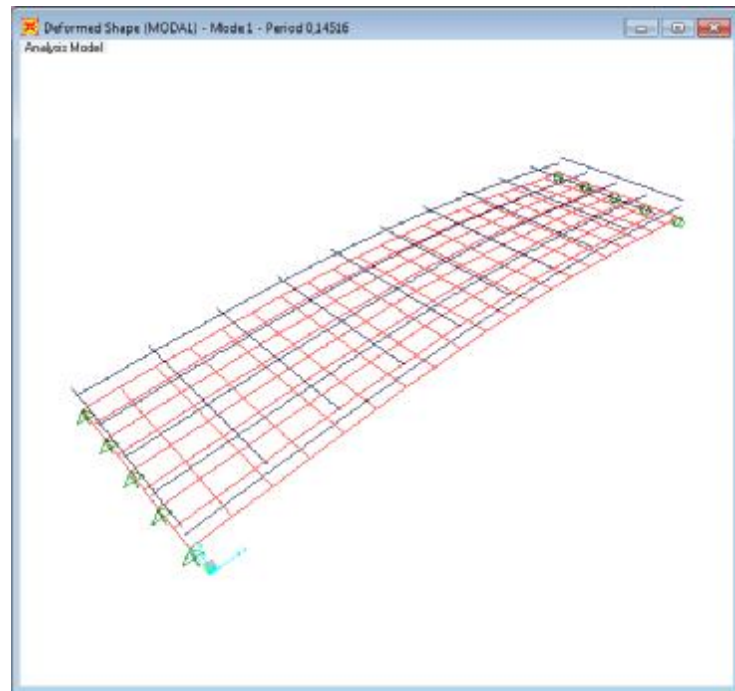 Deformed Shape (MODAL) - Mode 1 - Period 0,14516
Analysis Model